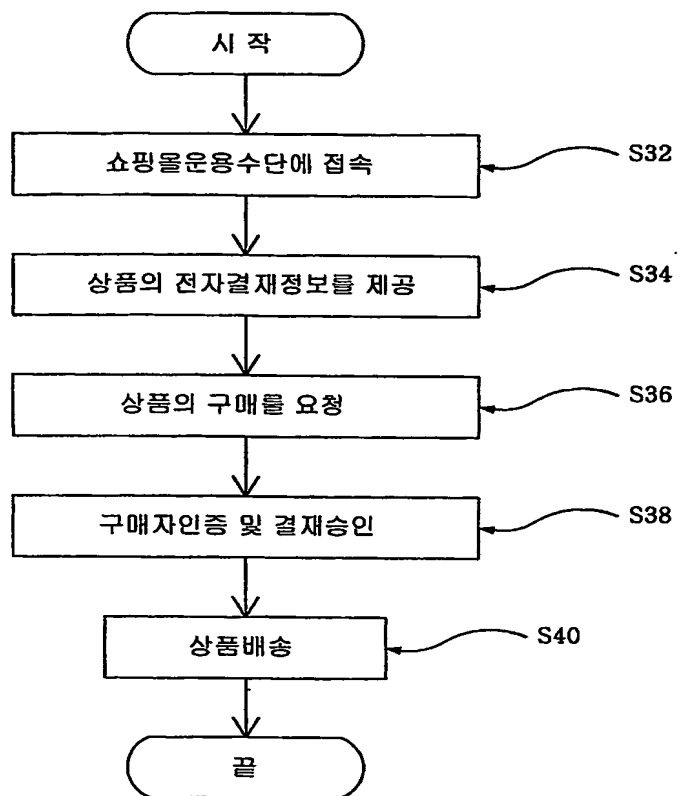 시 작
쇼핑몰운용수단에 접속
S32
상품의 전자결재정보를 제공
S34
상품의 구매를 요청
S36
구매자인증 및 결재승인
S38
상품배송
S40
끝